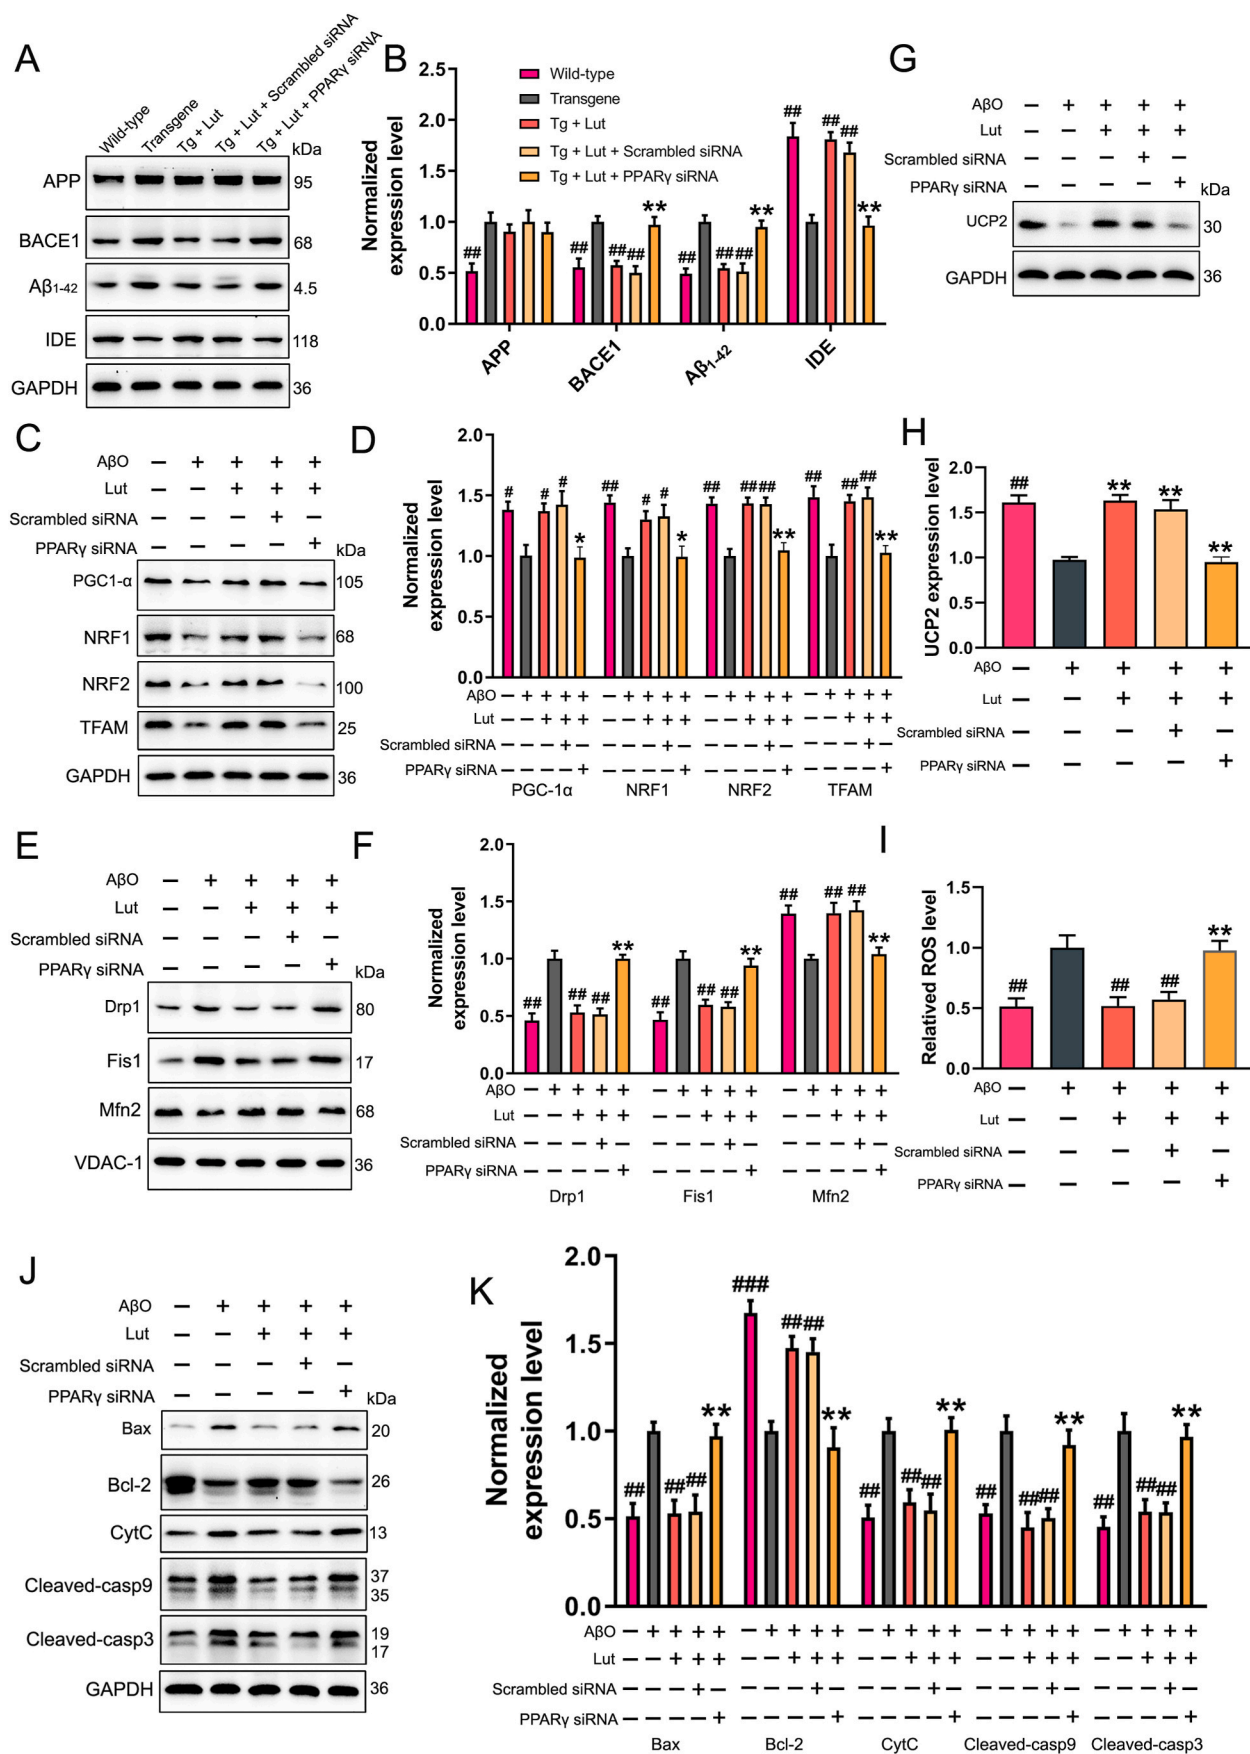 A
Wild-type
Transgene
Tg + Lut
Tg + Lut + Scrambled siRNA
Tg + Lut + PPARγ siRNA
kDa
APP 95
BACE1 68
Aβ1-42 4.5
IDE 118
GAPDH 36
B
Normalized
expression level
2.5
2.0
1.5
1.0
0.5
0.0
Wild-type
Transgene
Tg + Lut
Tg + Lut + Scrambled siRNA
Tg + Lut + PPARγ siRNA
## ## ## ## ** ## ## ## ** ## ## ## **
APP BACE1 Aβ1-42 IDE
G
AβO – + + + +
Lut – – + + +
Scrambled siRNA – – – + –
PPARγ siRNA – – – – +
kDa
UCP2 30
GAPDH 36
C
AβO – + + + +
Lut – – + + +
Scrambled siRNA – – – + –
PPARγ siRNA – – – – +
kDa
PGC1-α 105
NRF1 68
NRF2 100
TFAM 25
GAPDH 36
D
Normalized
expression level
2.0
1.5
1.0
0.5
0.0
# # # * ## # # * ## ## ## ** ## ## ## **
AβO – + + + + – + + + + – + + + + – + + + +
Lut – – + + + – – + + + – – + + + – – + + +
Scrambled siRNA – – – + – – – – + – – – – + – – – – + –
PPARγ siRNA – – – – + – – – – + – – – – + – – – – +
PGC-1α NRF1 NRF2 TFAM
H
UCP2 expression level
2.0
1.5
1.0
0.5
0.0
## ** ** **
AβO – + + + +
Lut – – + + +
Scrambled siRNA – – – + –
PPARγ siRNA – – – – +
E
AβO – + + + +
Lut – – + + +
Scrambled siRNA – – – + –
PPARγ siRNA – – – – +
kDa
Drp1 80
Fis1 17
Mfn2 68
VDAC-1 36
F
Normalized
expression level
2.0
1.5
1.0
0.5
0.0
## ## ## ** ## ## ## ** ## ## ## **
AβO – + + + + – + + + + – + + + +
Lut – – + + + – – + + + – – + + +
Scrambled siRNA – – – + – – – – + – – – – + –
PPARγ siRNA – – – – + – – – – + – – – – +
Drp1 Fis1 Mfn2
I
Relatived ROS level
1.5
1.0
0.5
0.0
## ## ## **
AβO – + + + +
Lut – – + + +
Scrambled siRNA – – – + –
PPARγ siRNA – – – – +
J
AβO – + + + +
Lut – – + + +
Scrambled siRNA – – – + –
PPARγ siRNA – – – – +
kDa
Bax 20
Bcl-2 26
CytC 13
Cleaved-casp9 37
35
Cleaved-casp3 19
17
GAPDH 36
K
Normalized
expression level
2.0
1.5
1.0
0.5
0.0
## ## ## ** ### ## ## ** ## ## ## ** ## ## ## ** ## ## ## **
AβO – + + + + – + + + + – + + + + – + + + + – + + + +
Lut – – + + + – – + + + – – + + + – – + + + – – + + +
Scrambled siRNA – – – + – – – – + – – – – + – – – – + – – – – + –
PPARγ siRNA – – – – + – – – – + – – – – + – – – – + – – – – +
Bax Bcl-2 CytC Cleaved-casp9 Cleaved-casp3